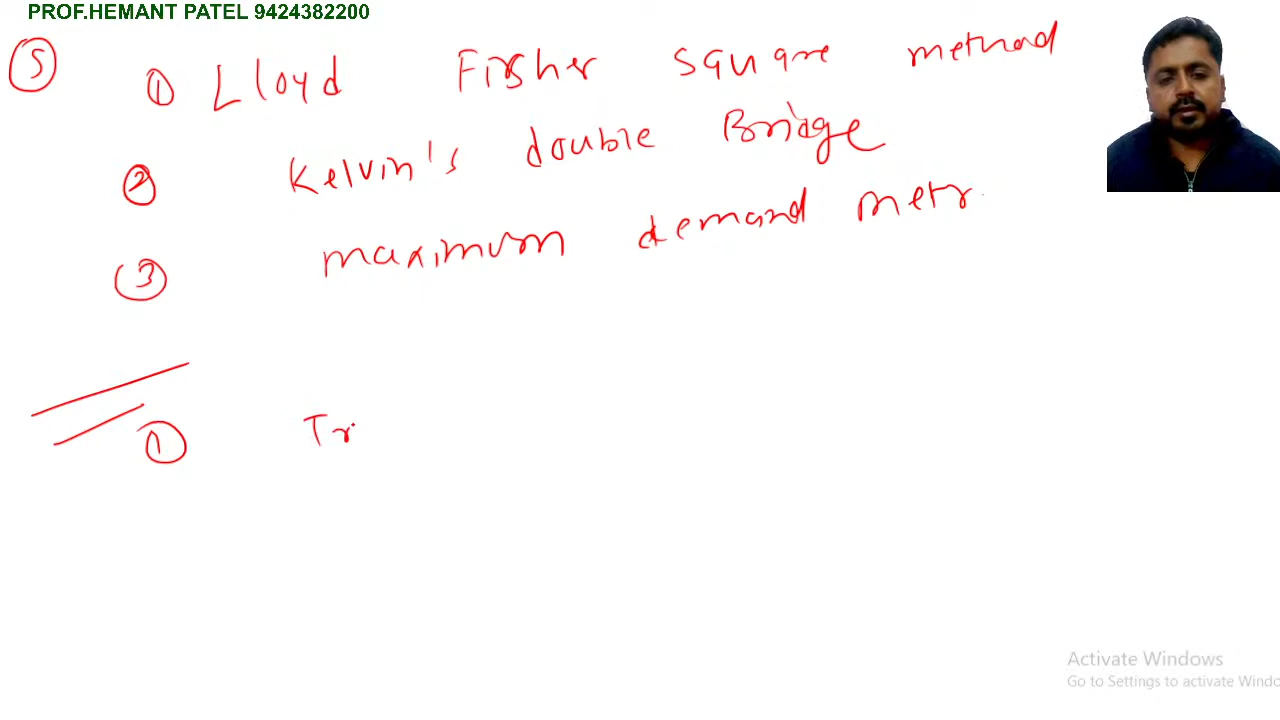 PROF.HEMANT PATEL 9424382200
5 1 Lloyd Fisher square method
2 Kelvin's double Bridge
3 maximum demand metr
1 Tr
Activate Windows
Go to Settings to activate Windo